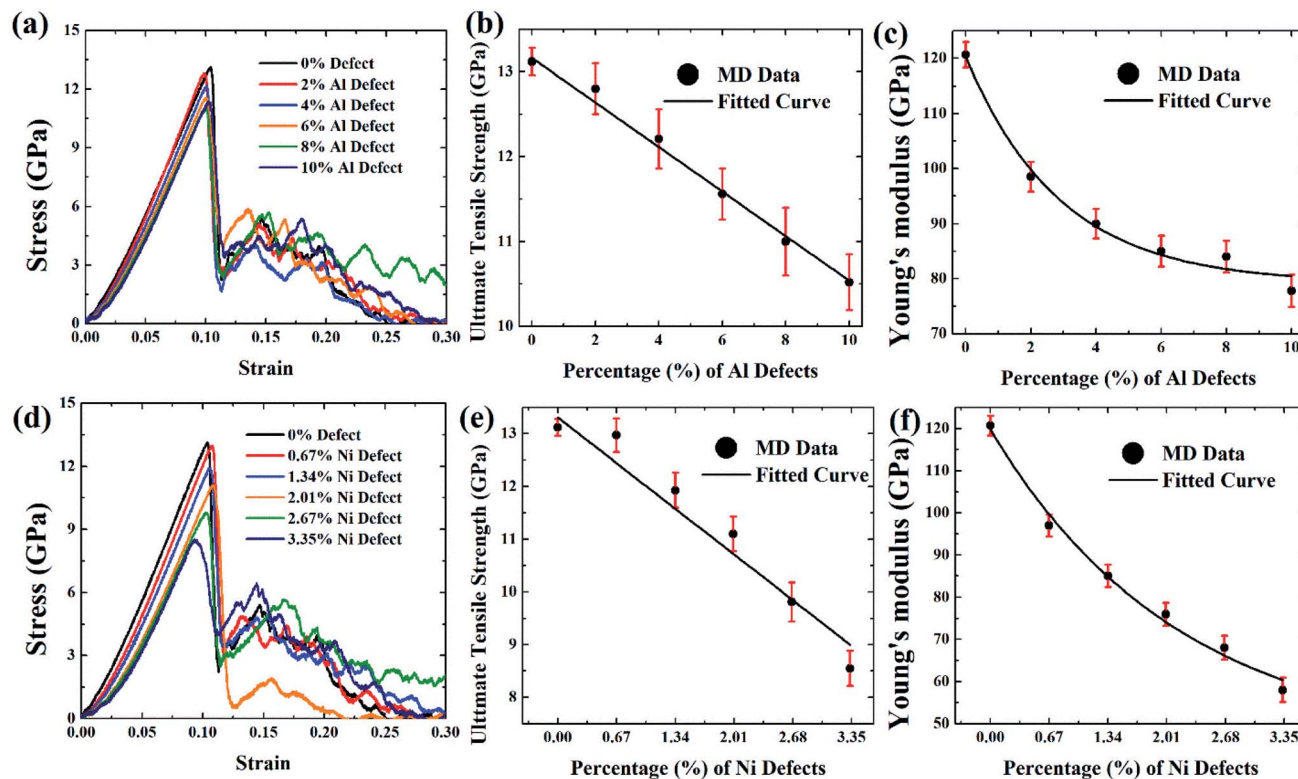 (a)
15
12
9
6
3
0
Stress (GPa)
0% Defect
2% Al Defect
4% Al Defect
6% Al Defect
8% Al Defect
10% Al Defect
0.00 0.05 0.10 0.15 0.20 0.25 0.30
Strain
(b)
13
12
11
10
Ulttmate Tensile Strength (GPa)
MD Data
Fitted Curve
0 2 4 6 8 10
Percentage (%) of Al Defects
(c)
120
110
100
90
80
70
Young's modulus (GPa)
MD Data
Fitted Curve
0 2 4 6 8 10
Percentage (%) of Al Defects
(d)
15
12
9
6
3
0
Stress (GPa)
0% Defect
0.67% Ni Defect
1.34% Ni Defect
2.01% Ni Defect
2.67% Ni Defect
3.35% Ni Defect
0.00 0.05 0.10 0.15 0.20 0.25 0.30
Strain
(e)
13
12
11
10
9
8
Ulttmate Tensile Strength (GPa)
MD Data
Fitted Curve
0.00 0.67 1.34 2.01 2.68 3.35
Percentage (%) of Ni Defects
(f)
120
110
100
90
80
70
60
50
Young's modulus (GPa)
MD Data
Fitted Curve
0.00 0.67 1.34 2.01 2.68 3.35
Percentage (%) of Ni Defects